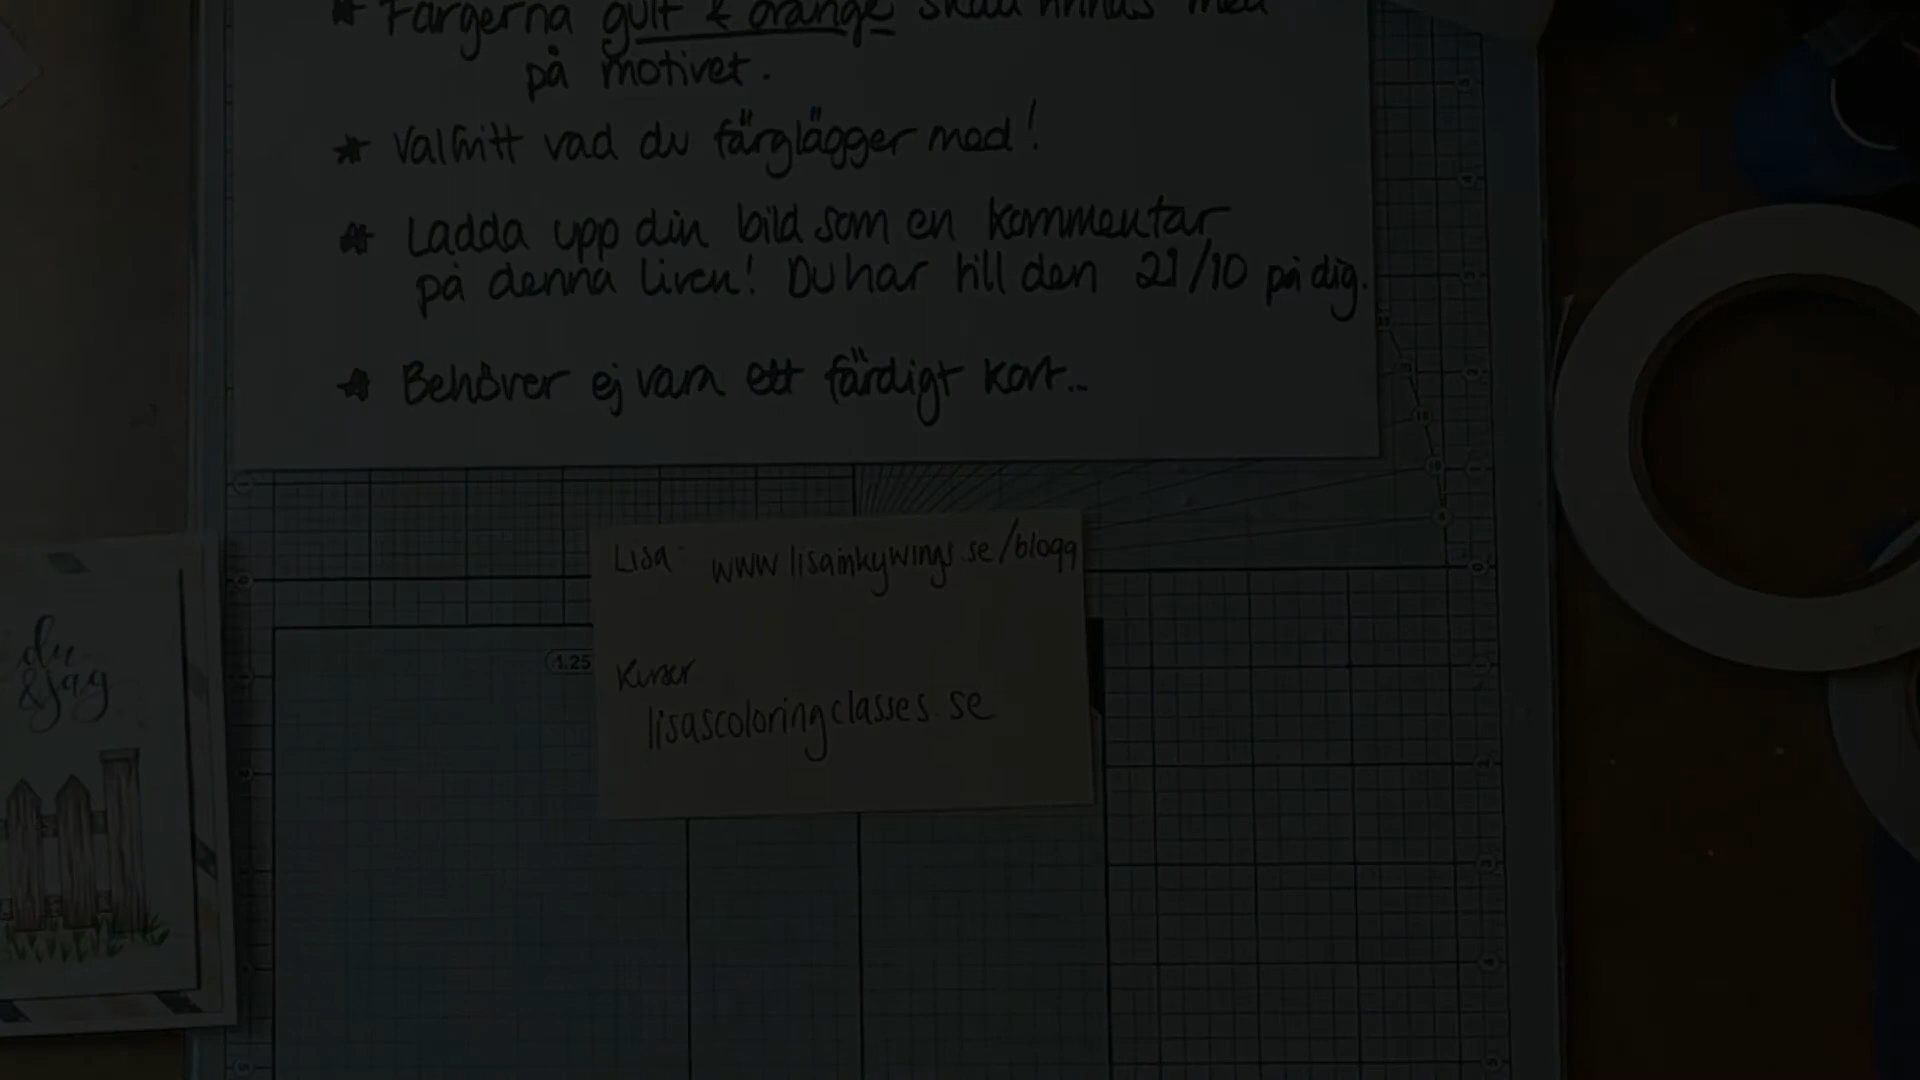 * Färgerna gult & orange skall finnas med
på motivet.
* Valfritt vad du färglägger med!
* Ladda upp din bild som en kommentar
på denna liven! Du har till den 21/10 på dig.
* Behöver ej vara ett färdigt kort..
Lisa: www.lisainkywings.se/blogg
Kurser
lisascoloringclasses.se
1.25
du
& jag